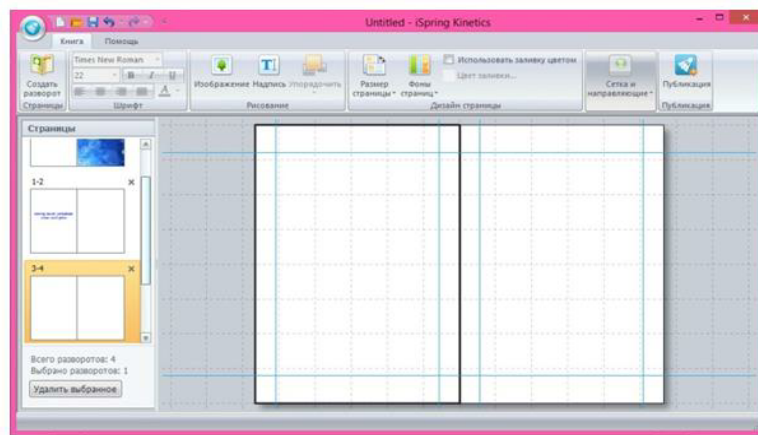 Untitled - iSpring Kinetics
Книга Помощь
Создать разворот
Страницы
Times New Roman
22
B I U
A
Шрифт
Изображение Надпись Упорядочить
Рисование
Размер страницы Фоны страниц
Использовать заливку цветом
Цвет заливки...
Дизайн страницы
Сетка и направляющие
Публикация
Публикация
Страницы
1-2
3-4
Всего разворотов: 4
Выбрано разворотов: 1
Удалить выбранное